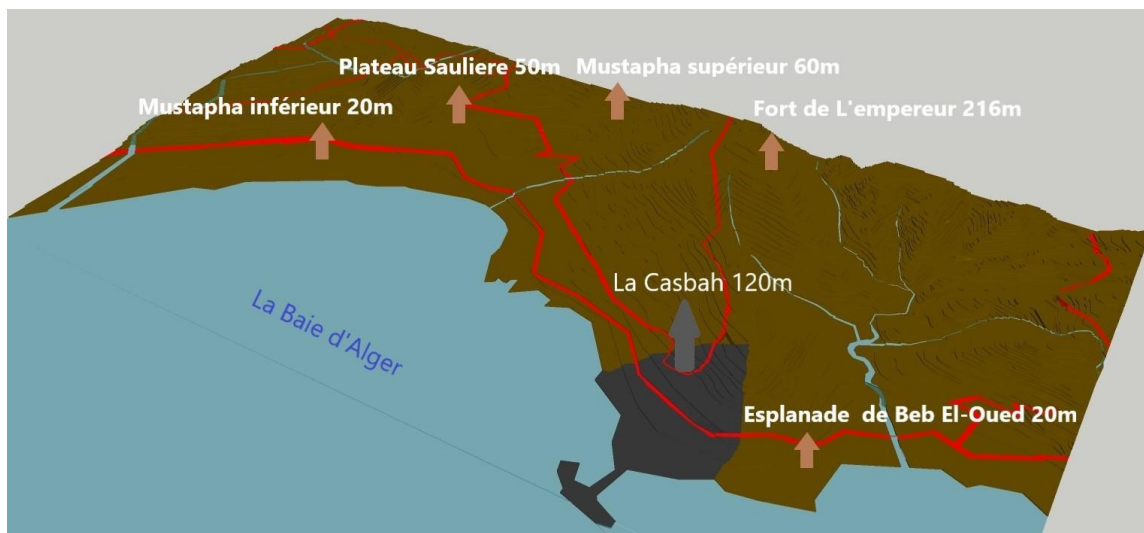 Plateau Sauliere 50m
Mustapha supérieur 60m
Mustapha inférieur 20m
Fort de L'empereur 216m
La Casbah 120m
La Baie d'Alger
Esplanade de Beb El-Oued 20m